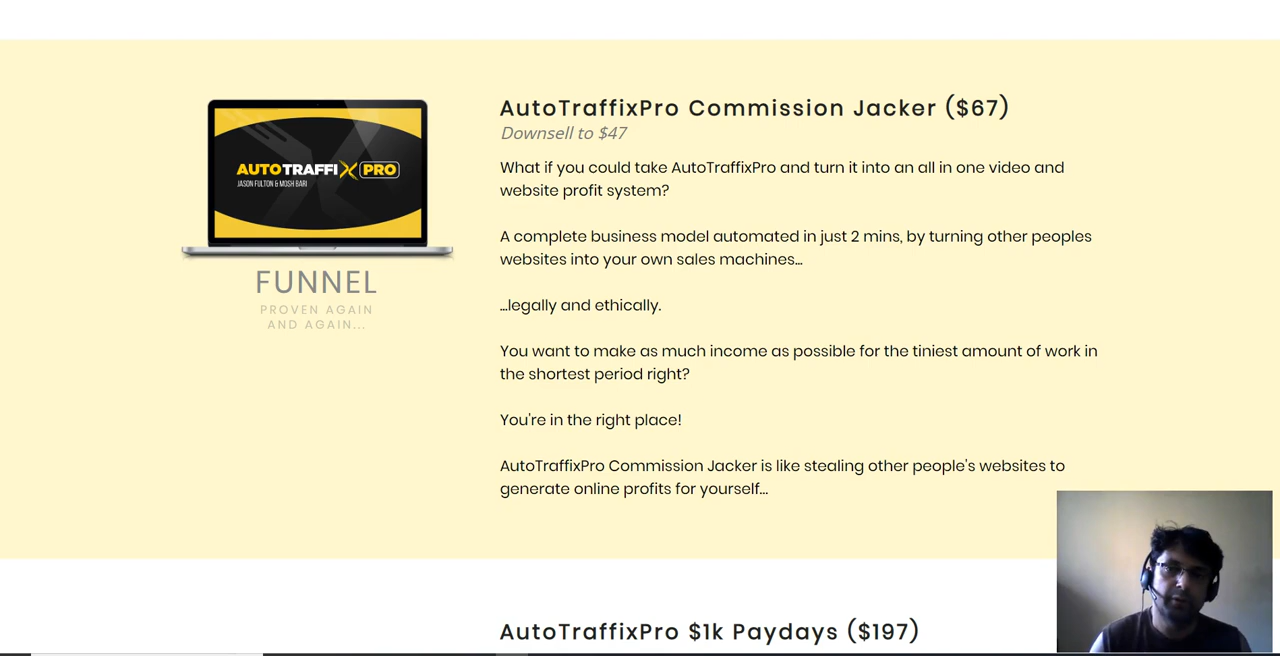 AutoTraffixPro Commission Jacker ($67)
Downsell to $47
What if you could take AutoTraffixPro and turn it into an all in one video and
website profit system?
A complete business model automated in just 2 mins, by turning other peoples
websites into your own sales machines...
...legally and ethically.
You want to make as much income as possible for the tiniest amount of work in
the shortest period right?
You're in the right place!
AutoTraffixPro Commission Jacker is like stealing other people's websites to
generate online profits for yourself...
AUTOTRAFFIX PRO
JASON FULTON & MOSH BARI
FUNNEL
PROVEN AGAIN
AND AGAIN...
AutoTraffixPro $1k Paydays ($197)